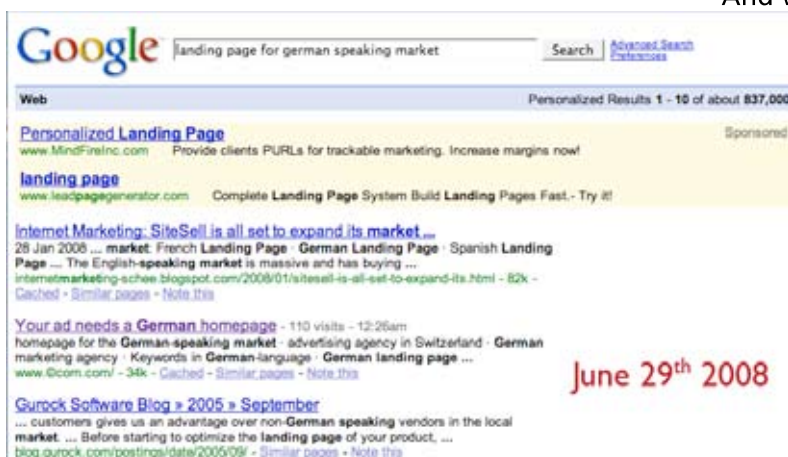 Google landing page for german speaking market Search Advanced Search
Preferences
Web Personalized Results 1 - 10 of about 837,000
Personalized Landing Page Sponsored
www.MindFireInc.com Provide clients PURLs for trackable marketing. Increase margins now!
landing page
www.leadpagegenerator.com Complete Landing Page System Build Landing Pages Fast.- Try it!
Internet Marketing: SiteSell is all set to expand its market ...
28 Jan 2008 ... market: French Landing Page · German Landing Page · Spanish Landing
Page ... The English-speaking market is massive and has buying ...
internetmarketing-schee.blogspot.com/2008/01/sitesell-is-all-set-to-expand-its.html - 82k -
Cached - Similar pages - Note this
Your ad needs a German homepage - 110 visits - 12:26am
homepage for the German-speaking market · advertising agency in Switzerland · German
marketing agency · Keywords in German-language · German landing page ...
www.©com.com/ - 34k - Cached - Similar pages - Note this
June 29th 2008
Gurock Software Blog » 2005 » September
... customers gives us an advantage over non-German speaking vendors in the local
market. ... Before starting to optimize the landing page of your product, ...
blog.gurock.com/postings/date/2005/09/ - Similar pages - Note this